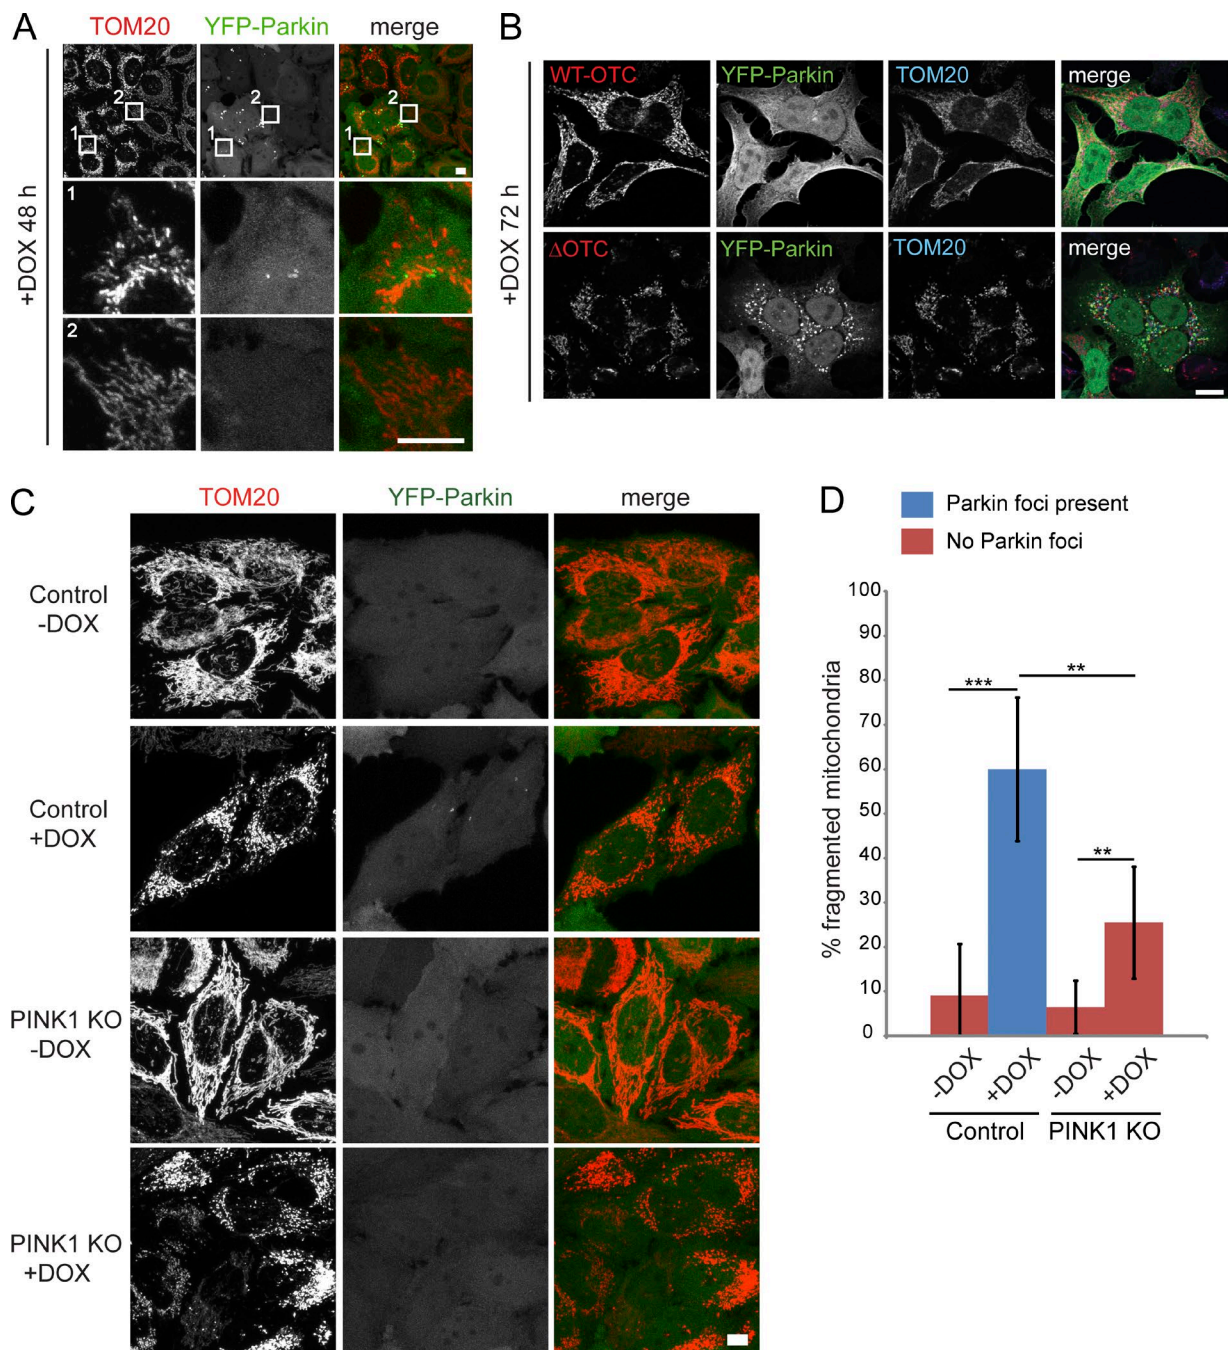 A
TOM20
YFP-Parkin
merge
+DOX 48 h
2
1
2
1
2
1
1
2
B
+DOX 72 h
WT-OTC
YFP-Parkin
TOM20
merge
ΔOTC
YFP-Parkin
TOM20
merge
C
TOM20
YFP-Parkin
merge
Control
-DOX
Control
+DOX
PINK1 KO
-DOX
PINK1 KO
+DOX
D
Parkin foci present
No Parkin foci
% fragmented mitochondria
100
90
80
70
60
50
40
30
20
10
0
***
**
**
-DOX
+DOX
-DOX
+DOX
Control
PINK1 KO